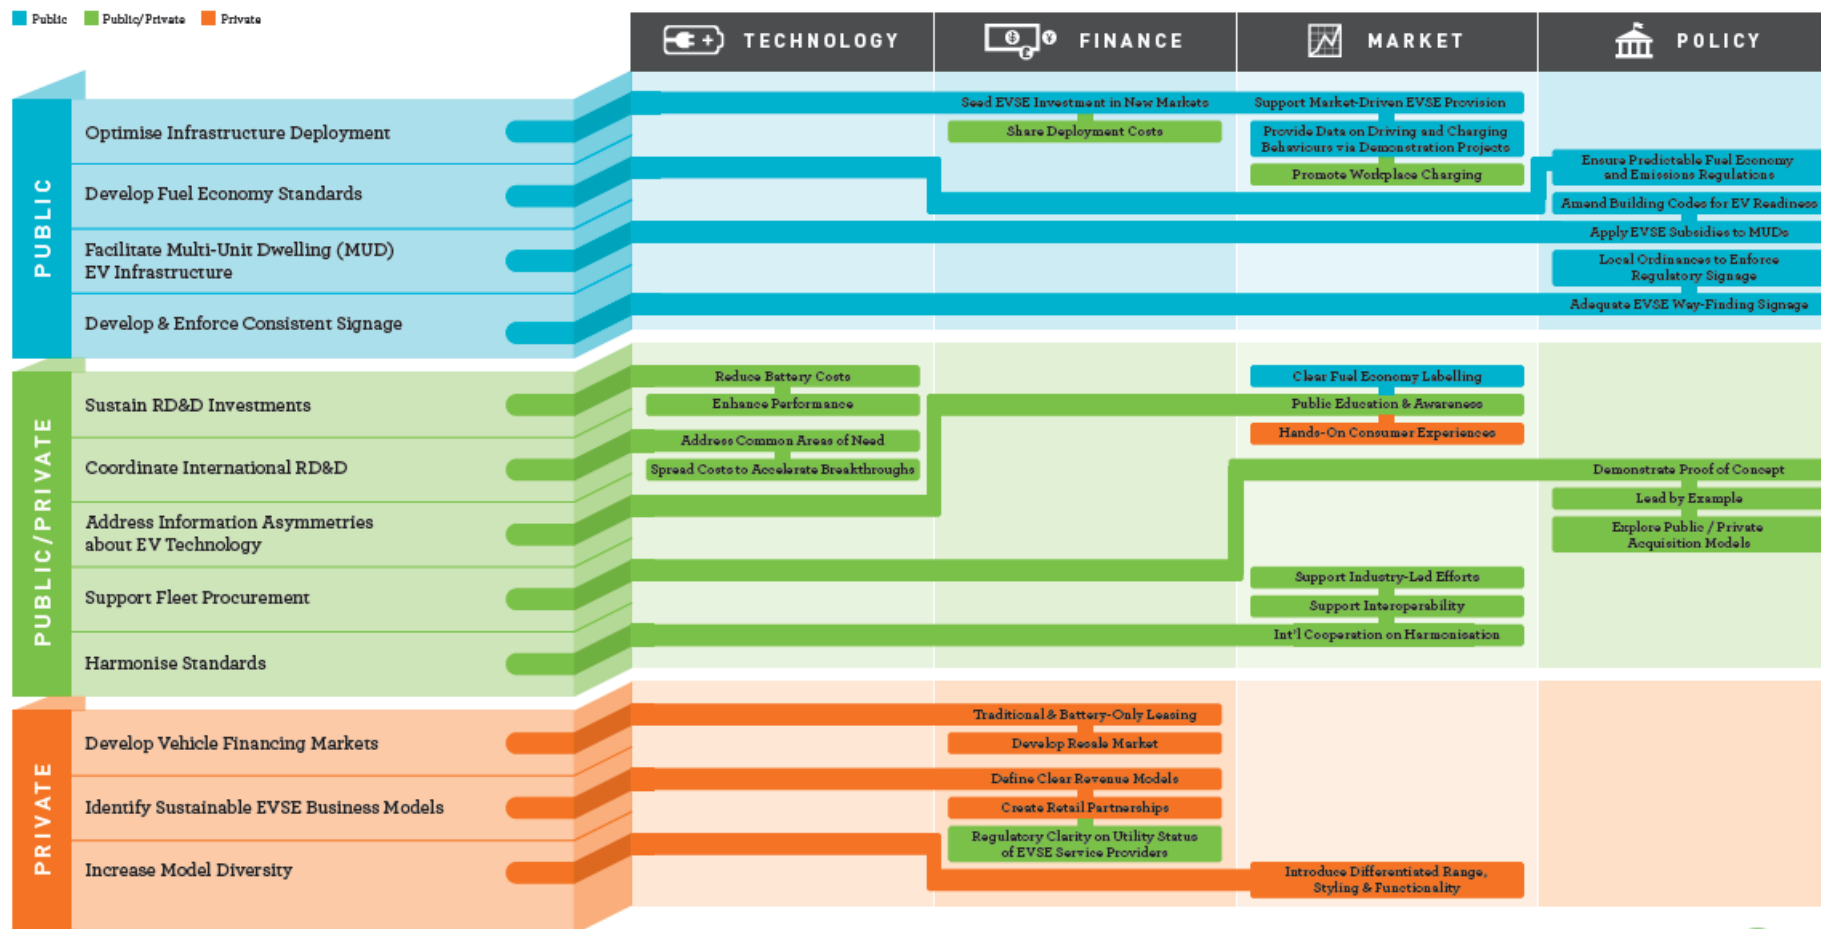 Public
Public/Private
Private
TECHNOLOGY
FINANCE
MARKET
POLICY
PUBLIC
Optimise Infrastructure Deployment
Develop Fuel Economy Standards
Facilitate Multi-Unit Dwelling (MUD)
EV Infrastructure
Develop & Enforce Consistent Signage
Seed EVSE Investment in New Markets
Share Deployment Costs
Support Market-Driven EVSE Provision
Provide Data on Driving and Charging
Behaviours via Demonstration Projects
Promote Workplace Charging
Ensure Predictable Fuel Economy
and Emissions Regulations
Amend Building Codes for EV Readiness
Apply EVSE Subsidies to MUDs
Local Ordinances to Enforce
Regulatory Signage
Adequate EVSE Way-Finding Signage
PUBLIC/PRIVATE
Sustain RD&D Investments
Coordinate International RD&D
Address Information Asymmetries
about EV Technology
Support Fleet Procurement
Harmonise Standards
Reduce Battery Costs
Enhance Performance
Address Common Areas of Need
Spread Costs to Accelerate Breakthroughs
Clear Fuel Economy Labelling
Public Education & Awareness
Hands-On Consumer Experiences
Demonstrate Proof of Concept
Lead by Example
Explore Public / Private
Acquisition Models
Support Industry-Led Efforts
Support Interoperability
Int'l Cooperation on Harmonisation
PRIVATE
Develop Vehicle Financing Markets
Identify Sustainable EVSE Business Models
Increase Model Diversity
Traditional & Battery-Only Leasing
Develop Resale Market
Define Clear Revenue Models
Create Retail Partnerships
Regulatory Clarity on Utility Status
of EVSE Service Providers
Introduce Differentiated Range,
Styling & Functionality